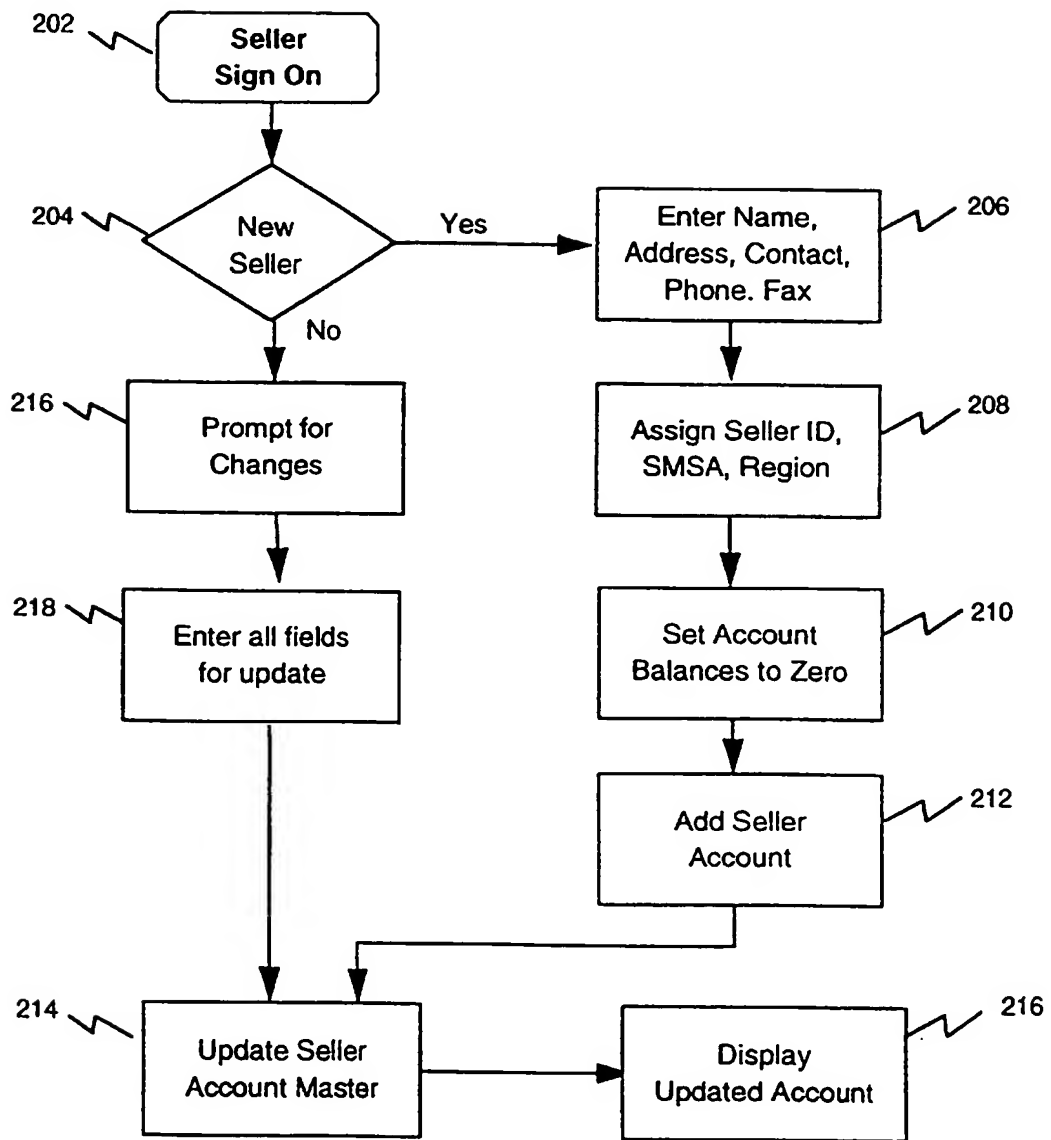 202
Seller
Sign On
204
New
Seller
Yes
No
Enter Name,
Address, Contact,
Phone. Fax
206
216
Prompt for
Changes
Assign Seller ID,
SMSA, Region
208
218
Enter all fields
for update
Set Account
Balances to Zero
210
Add Seller
Account
212
214
Update Seller
Account Master
Display
Updated Account
216